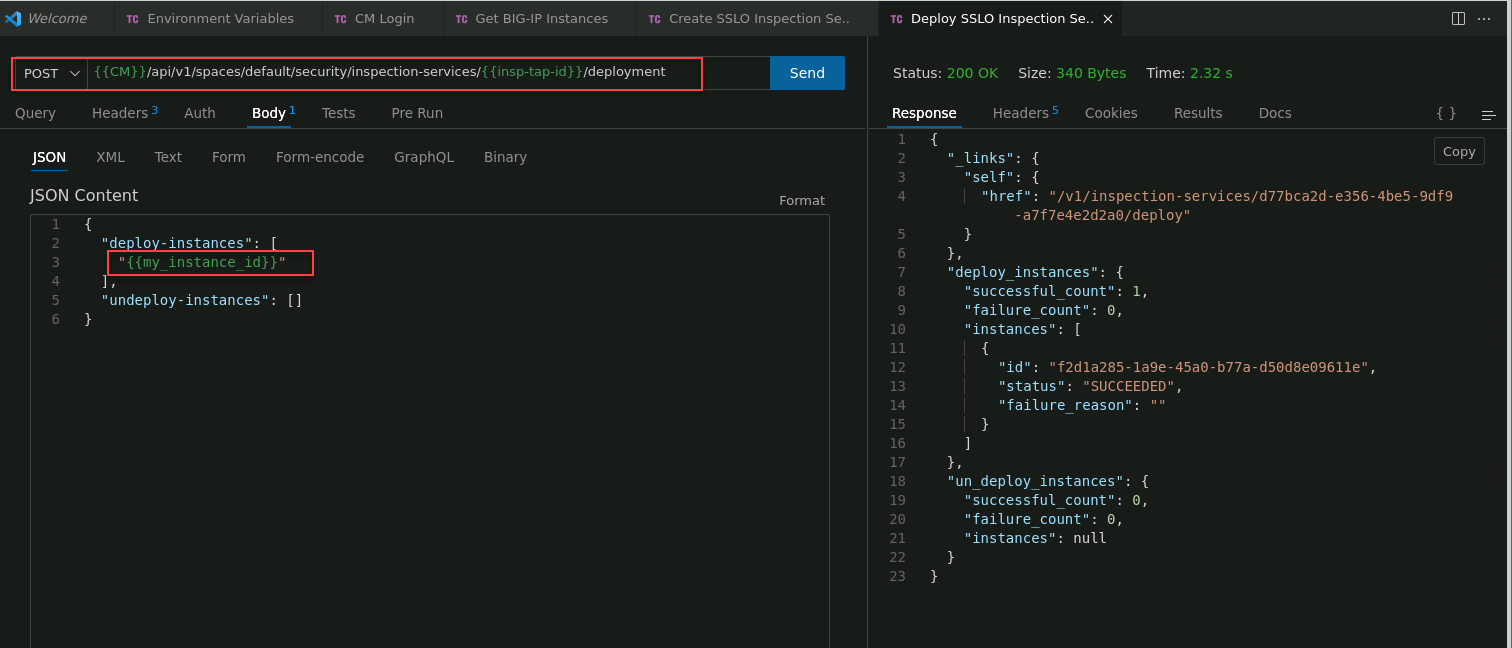 Welcome TC Environment Variables TC CM Login TC Get BIG-IP Instances TC Create SSLO Inspection Se.. TC Deploy SSLO Inspection Se..
POST {{CM}}/api/v1/spaces/default/security/inspection-services/{{insp-tap-id}}/deployment Send
Query Headers 3 Auth Body 1 Tests Pre Run
JSON XML Text Form Form-encode GraphQL Binary
JSON Content
Format
1 {
2 "deploy-instances": [
3 "{{my_instance_id}}"
4 ],
5 "undeploy-instances": []
6 }
Status: 200 OK Size: 340 Bytes Time: 2.32 s
Response Headers 5 Cookies Results Docs { }
Copy
1 {
2 "_links": {
3 "self": {
4 "href": "/v1/inspection-services/d77bca2d-e356-4be5-9df9
-a7f7e4e2d2a0/deploy"
5 }
6 },
7 "deploy_instances": {
8 "successful_count": 1,
9 "failure_count": 0,
10 "instances": [
11 {
12 "id": "f2d1a285-1a9e-45a0-b77a-d50d8e09611e",
13 "status": "SUCCEEDED",
14 "failure_reason": ""
15 }
16 ]
17 },
18 "un_deploy_instances": {
19 "successful_count": 0,
20 "failure_count": 0,
21 "instances": null
22 }
23 }